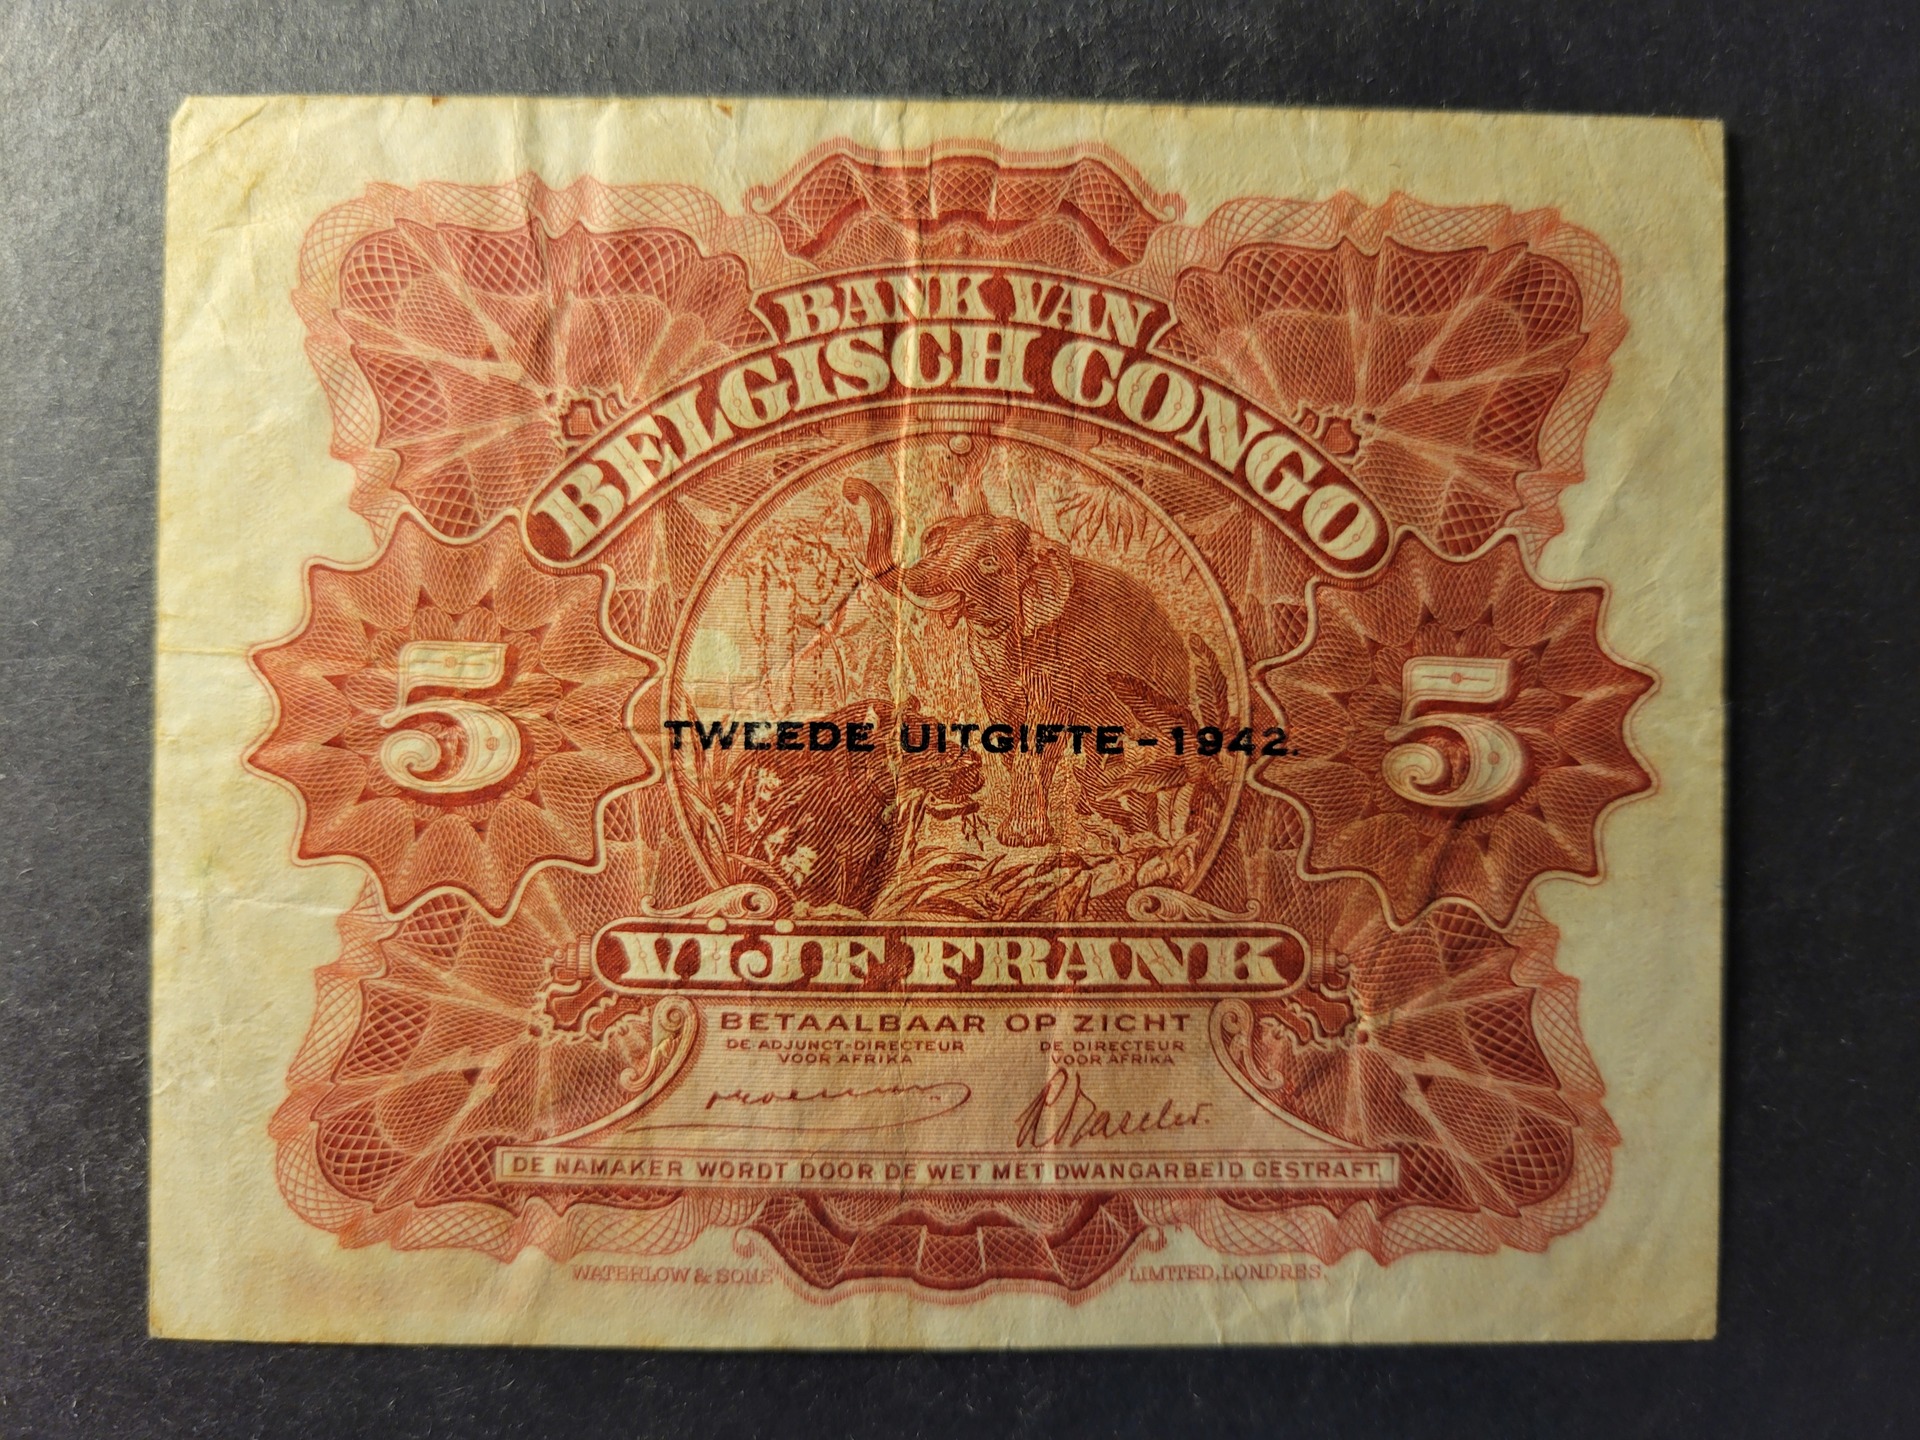 BANK VAN
BELGISCH CONGO
5
5
TWEEDE UITGIFTE-1942.
VIJF FRANK
BETAALBAAR OP ZICHT
DE ADJUNCT-DIRECTEUR
VOOR AFRIKA
DE DIRECTEUR
VOOR AFRIKA
DE NAMAKER WORDT DOOR DE WET MET DWANGARBEID GESTRAFT.
WATERLOW & SONS LIMITED, LONDRES.